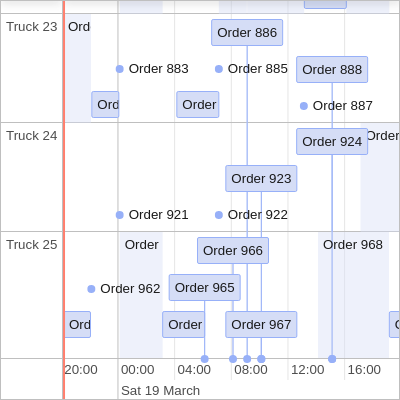 Truck 23
Ord
Order 886
Order 883
Order 885
Order 888
Ord
Order
Order 887
Truck 24
Order 924
Order
Order 923
Order 921
Order 922
Truck 25
Order
Order 966
Order 968
Order 962
Order 965
Ord
Order
Order 967
20:00 00:00 04:00 08:00 12:00 16:00
Sat 19 March